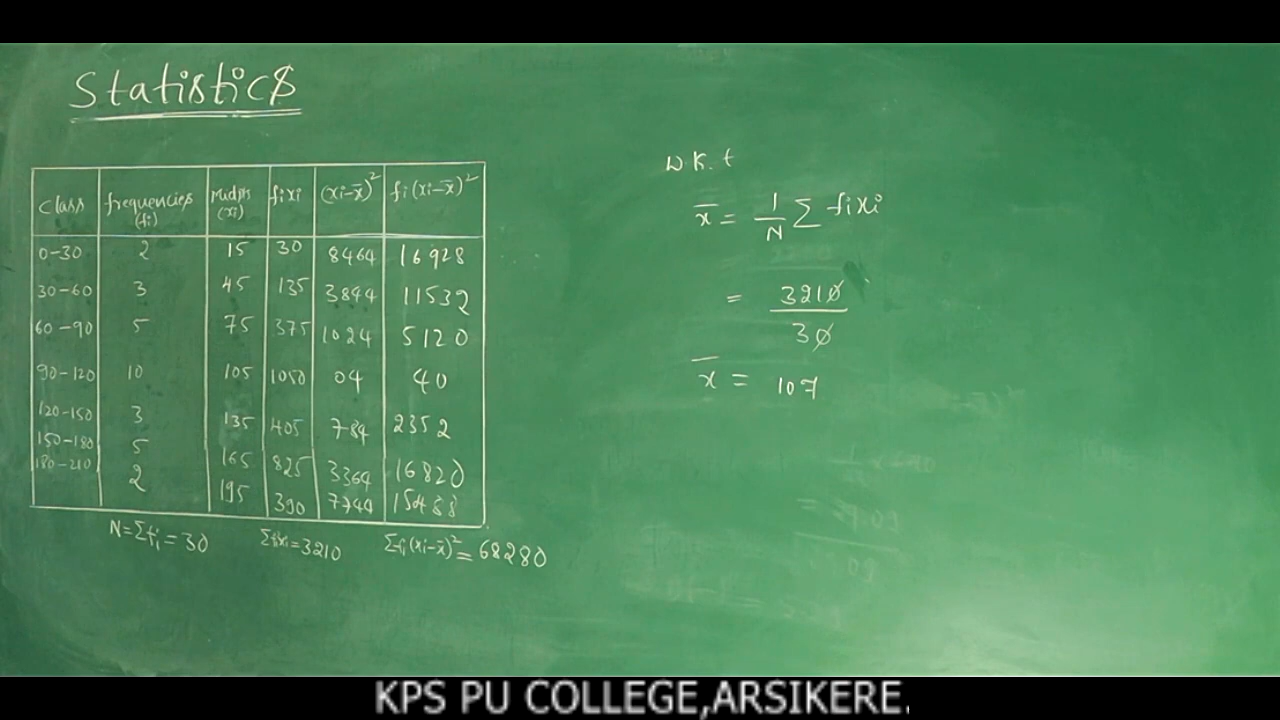 Statistics
class frequencies (fi) Midpts (xi) fixi (xi-x̄)² fi(xi-x̄)²
0-30 2 15 30 8464 16928
30-60 3 45 135 3844 11532
60-90 5 75 375 1024 5120
90-120 10 105 1050 04 40
120-150 3 135 405 784 2352
150-180 5 165 825 3364 16820
180-210 2 195 390 7744 15488
N=Σfi=30 Σfixi=3210 Σfi(xi-x̄)²=68280
W K. t
x̄ = 1/N Σ fixi
= 3210/30
x̄ = 107
KPS PU COLLEGE,ARSIKERE.